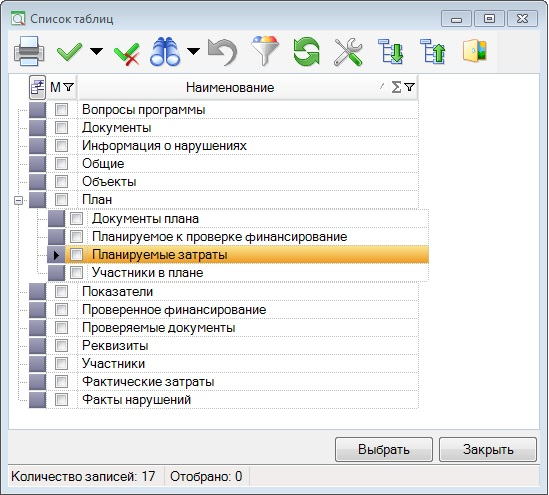 Список таблиц
М Наименование Σ
Вопросы программы
Документы
Информация о нарушениях
Общие
Объекты
План
Документы плана
Планируемое к проверке финансирование
Планируемые затраты
Участники в плане
Показатели
Проверенное финансирование
Проверяемые документы
Реквизиты
Участники
Фактические затраты
Факты нарушений
Выбрать Закрыть
Количество записей: 17 Отобрано: 0